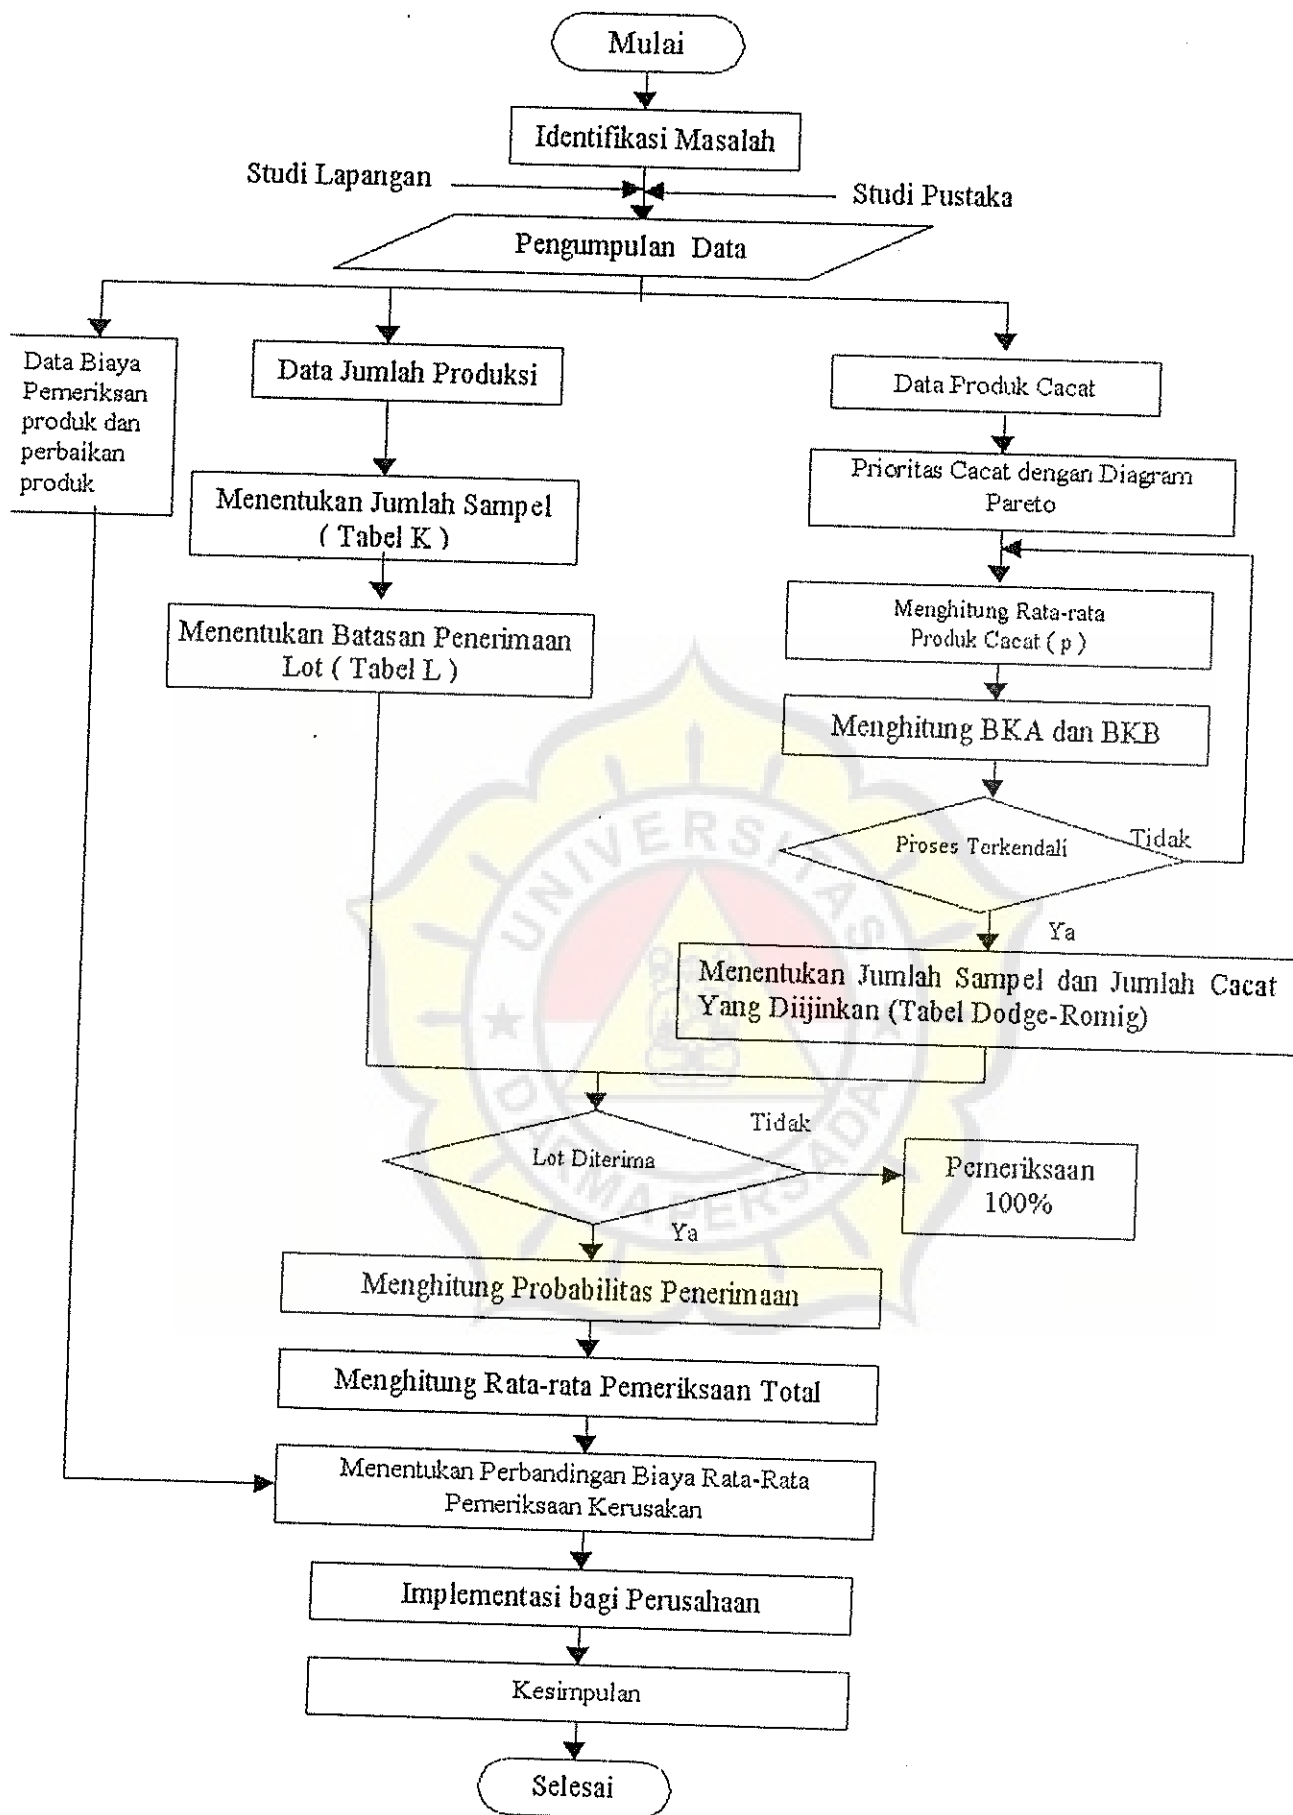 Mulai
Identifikasi Masalah
Studi Lapangan
Studi Pustaka
Pengumpulan Data
Data Biaya
Pemeriksan
produk dan
perbaikan
produk
Data Jumlah Produksi
Data Produk Cacat
Menentukan Jumlah Sampel
( Tabel K )
Prioritas Cacat dengan Diagram
Pareto
Menentukan Batasan Penerimaan
Lot ( Tabel L )
Menghitung Rata-rata
Produk Cacat ( p )
Menghitung BKA dan BKB
Proses Terkendali
Tidak
Ya
Menentukan Jumlah Sampel dan Jumlah Cacat
Yang Diijinkan (Tabel Dodge-Romig)
Lot Diterima
Tidak
Pemeriksaan
100%
Ya
Menghitung Probabilitas Penerimaan
Menghitung Rata-rata Pemeriksaan Total
Menentukan Perbandingan Biaya Rata-Rata
Pemeriksaan Kerusakan
Implementasi bagi Perusahaan
Kesimpulan
Selesai
UNIVERSITAS
DARMA PERSADA